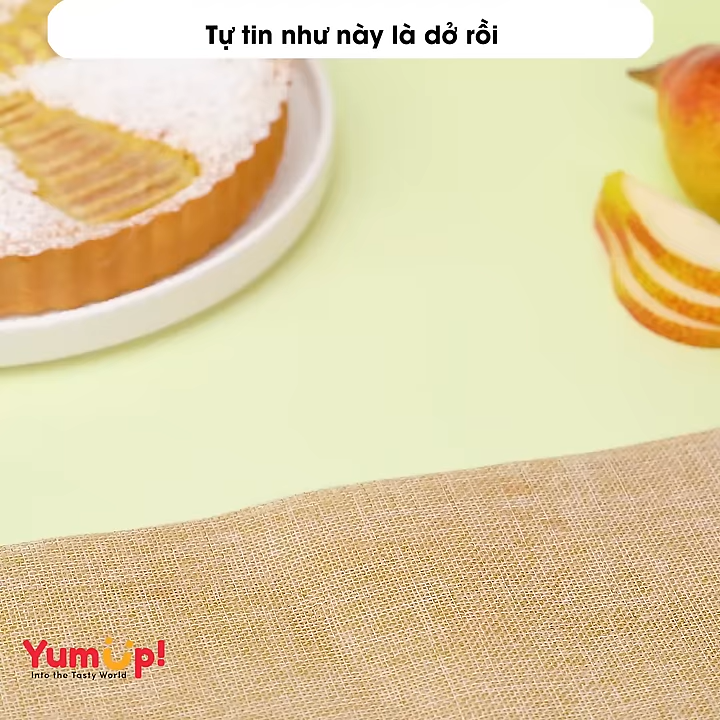 Tự tin như này là dở rồi
YumUp!
Into the Tasty World